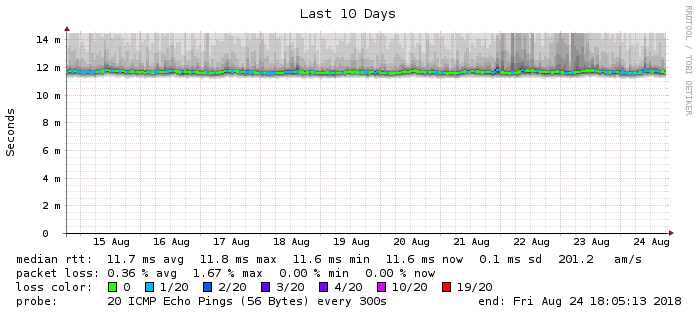 Last 10 Days
RRDTOOL / TOBI OETIKER
Seconds
14 m
12 m
10 m
8 m
6 m
4 m
2 m
0
15 Aug 16 Aug 17 Aug 18 Aug 19 Aug 20 Aug 21 Aug 22 Aug 23 Aug 24 Aug
median rtt: 11.7 ms avg 11.8 ms max 11.6 ms min 11.6 ms now 0.1 ms sd 201.2 am/s
packet loss: 0.36 % avg 1.67 % max 0.00 % min 0.00 % now
loss color: 0 1/20 2/20 3/20 4/20 10/20 19/20
probe: 20 ICMP Echo Pings (56 Bytes) every 300s end: Fri Aug 24 18:05:13 2018